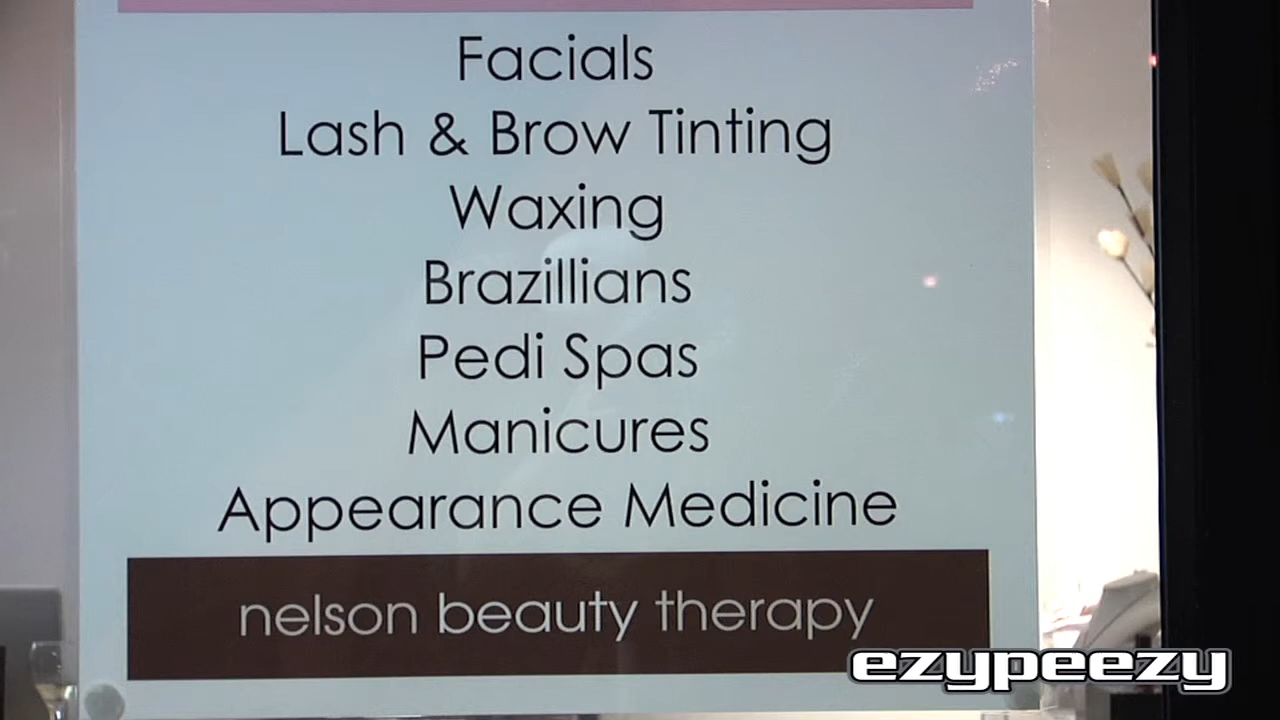 Facials
Lash & Brow Tinting
Waxing
Brazillians
Pedi Spas
Manicures
Appearance Medicine
nelson beauty therapy
ezypeezy